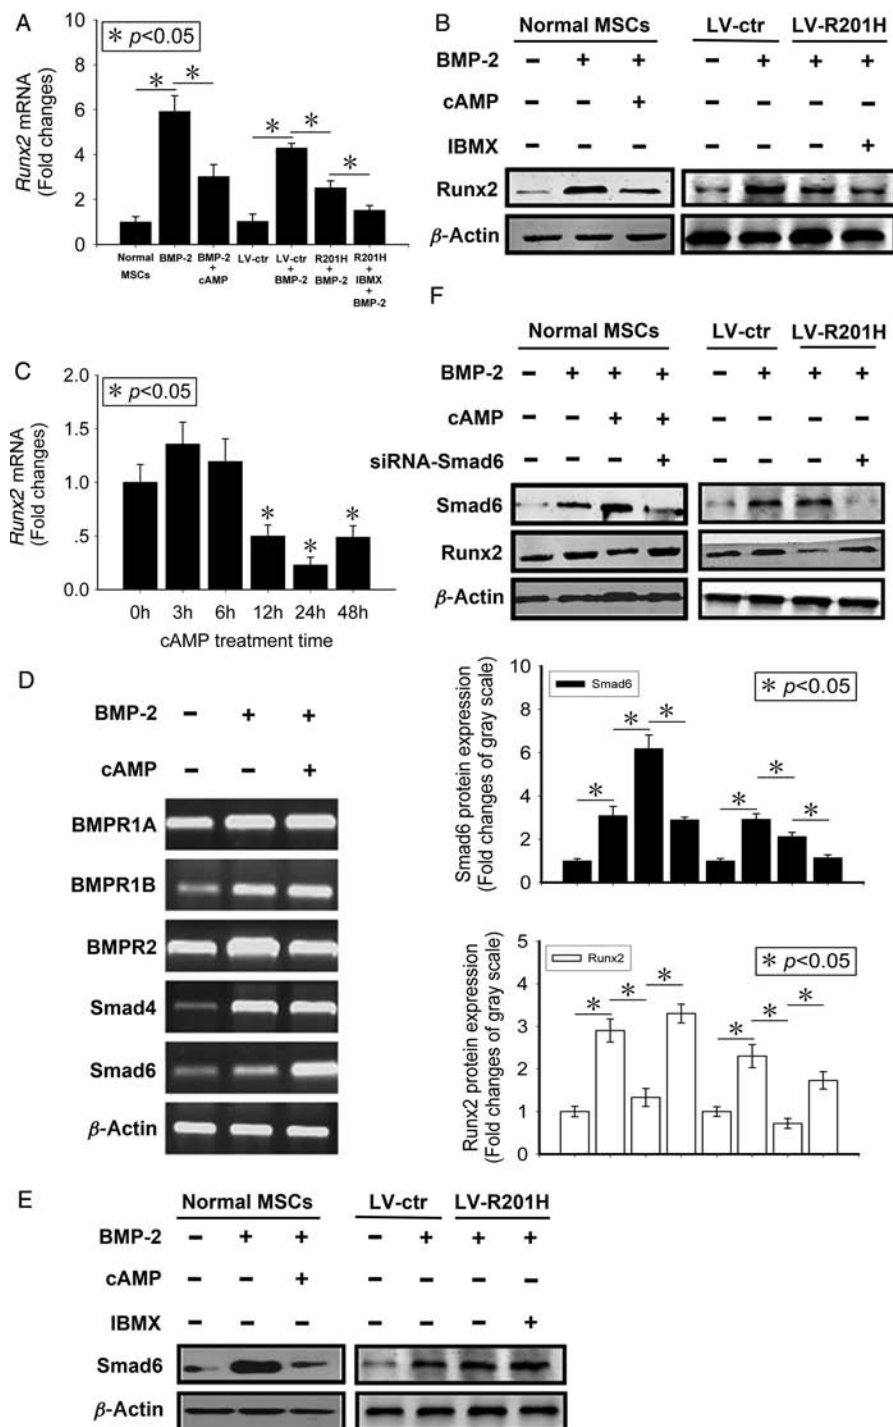 A
* p<0.05
Runx2 mRNA
(Fold changes)
10
8
6
4
2
0
* * * * *
Normal MSCs
BMP-2
BMP-2 + cAMP
LV-ctr
LV-ctr + BMP-2
R201H + BMP-2
R201H + IBMX + BMP-2
B
Normal MSCs LV-ctr LV-R201H
BMP-2 – + + – + + +
cAMP – – + – – – –
IBMX – – – – – – +
Runx2
β-Actin
C
* p<0.05
Runx2 mRNA
(Fold changes)
2.0
1.5
1.0
.5
0.0
* * *
0h 3h 6h 12h 24h 48h
cAMP treatment time
D
BMP-2 – + +
cAMP – – +
BMPR1A
BMPR1B
BMPR2
Smad4
Smad6
β-Actin
F
Normal MSCs LV-ctr LV-R201H
BMP-2 – + + + – + + +
cAMP – – + + – – – –
siRNA-Smad6 – – – + – – – +
Smad6
Runx2
β-Actin
Smad6 protein expression
(Fold changes of gray scale)
10
8
6
4
2
0
Smad6
* p<0.05
* * * * * *
Runx2 protein expression
(Fold changes of gray scale)
5
4
3
2
1
0
Runx2
* p<0.05
* * * * * *
E
Normal MSCs LV-ctr LV-R201H
BMP-2 – + + – + + +
cAMP – – + – – – –
IBMX – – – – – – +
Smad6
β-Actin